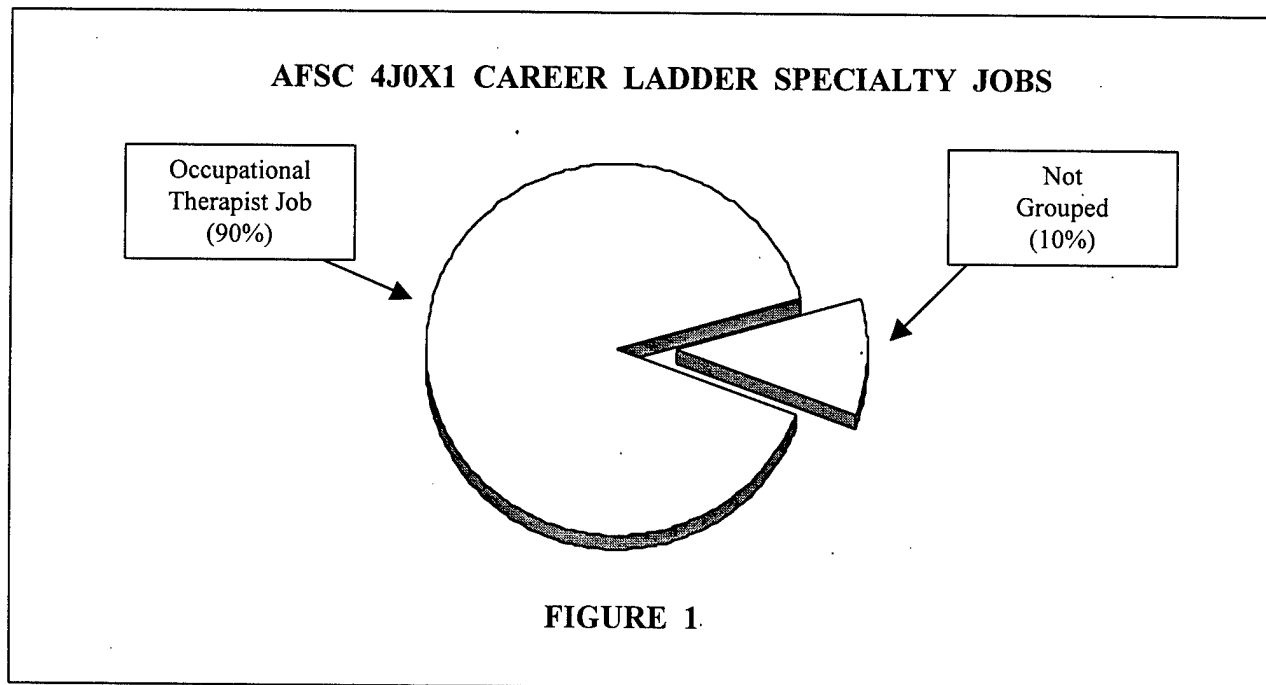 AFSC 4J0X1 CAREER LADDER SPECIALTY JOBS
Occupational
Therapist Job
(90%)
Not
Grouped
(10%)
FIGURE 1